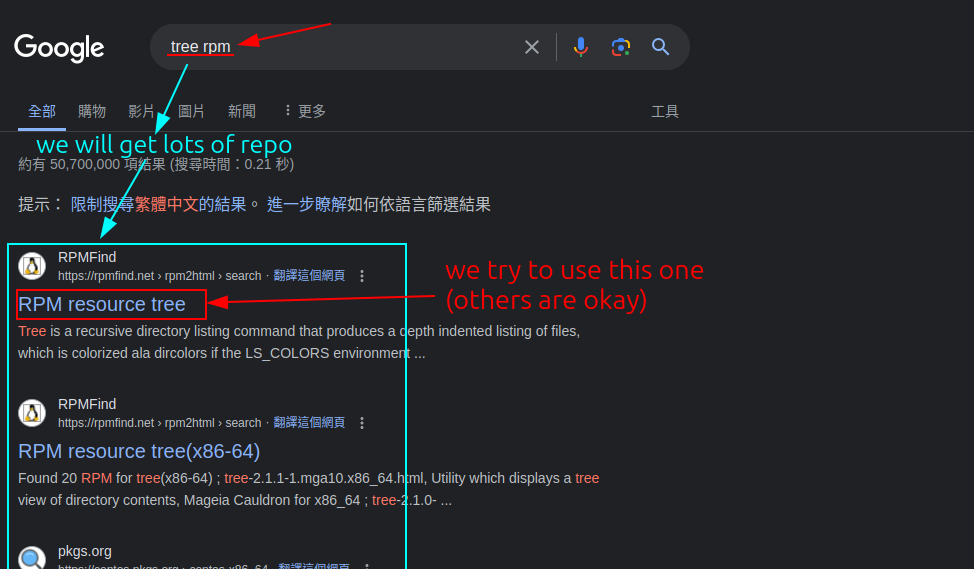 Google
tree rpm
全部 購物 影片 圖片 新聞 更多 工具
we will get lots of repo
約有 50,700,000 項結果 (搜尋時間：0.21 秒)
提示： 限制搜尋繁體中文的結果。 進一步瞭解如何依語言篩選結果
RPMFind
https://rpmfind.net › rpm2html › search · 翻譯這個網頁
we try to use this one
(others are okay)
RPM resource tree
Tree is a recursive directory listing command that produces a depth indented listing of files,
which is colorized ala dircolors if the LS_COLORS environment ...
RPMFind
https://rpmfind.net › rpm2html › search · 翻譯這個網頁
RPM resource tree(x86-64)
Found 20 RPM for tree(x86-64) ; tree-2.1.1-1.mga10.x86_64.html, Utility which displays a tree
view of directory contents, Mageia Cauldron for x86_64 ; tree-2.1.0- ...
pkgs.org
https://centos.pkgs.org › centos-x86_64 · 翻譯這個網頁